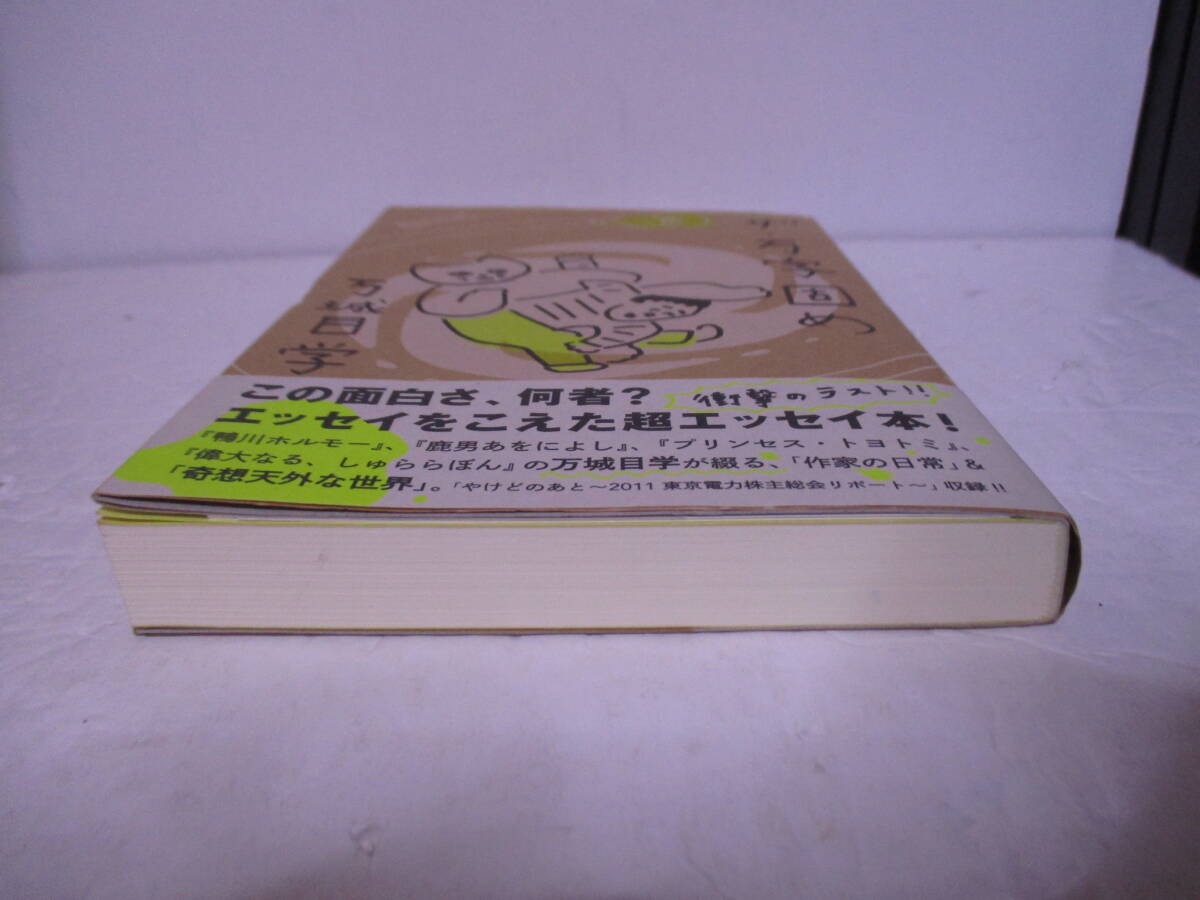 ザ・万字固め
万城目学
この面白さ、何者？
衝撃のラスト!!
エッセイをこえた超エッセイ本！
『鴨川ホルモー』、『鹿男あをによし』、『プリンセス・トヨトミ』、
『偉大なる、しゅららぼん』の万城目学が綴る、「作家の日常」&
「奇想天外な世界」。「やけどのあと〜2011 東京電力株主総会リポート〜」収録!!